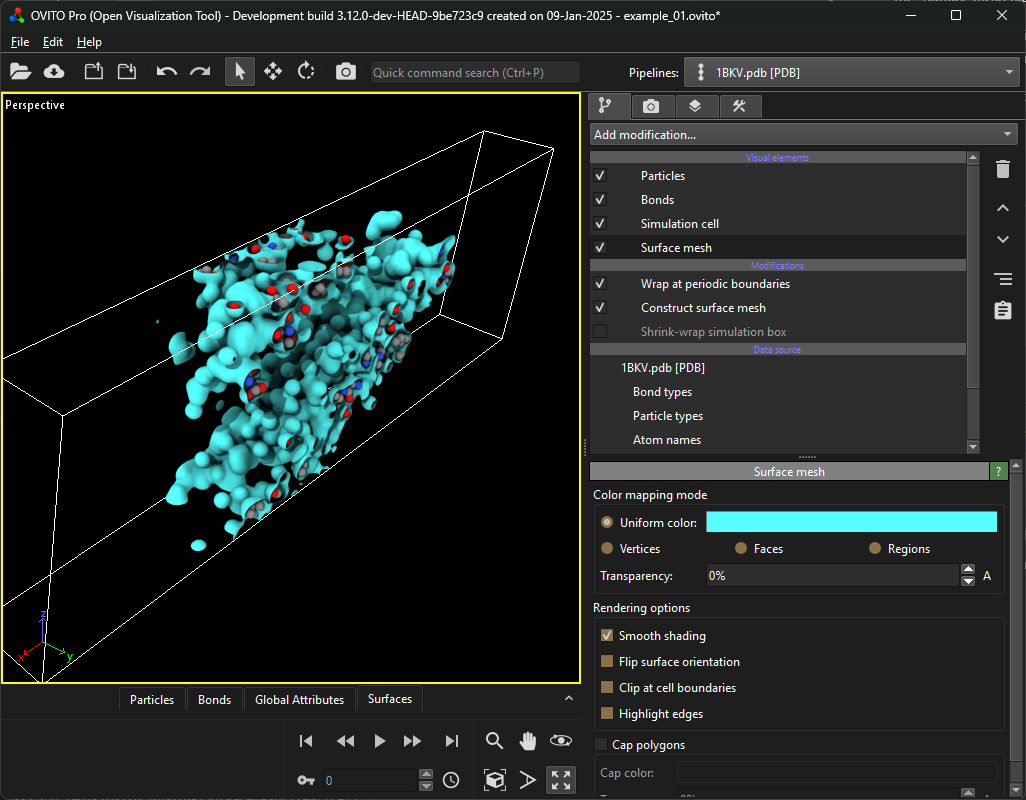 OVITO Pro (Open Visualization Tool) - Development build 3.12.0-dev-HEAD-9be723c9 created on 09-Jan-2025 - example_01.ovito*
File Edit Help
Quick command search (Ctrl+P)
Pipelines:
1BKV.pdb [PDB]
Perspective
Add modification...
Visual elements
Particles
Bonds
Simulation cell
Surface mesh
Modifications
Wrap at periodic boundaries
Construct surface mesh
Shrink-wrap simulation box
Data source
1BKV.pdb [PDB]
Bond types
Particle types
Atom names
Surface mesh
?
Color mapping mode
Uniform color:
Vertices Faces Regions
Transparency: 0% A
Rendering options
Smooth shading
Flip surface orientation
Clip at cell boundaries
Highlight edges
Cap polygons
Cap color:
z
x
y
Particles Bonds Global Attributes Surfaces
0